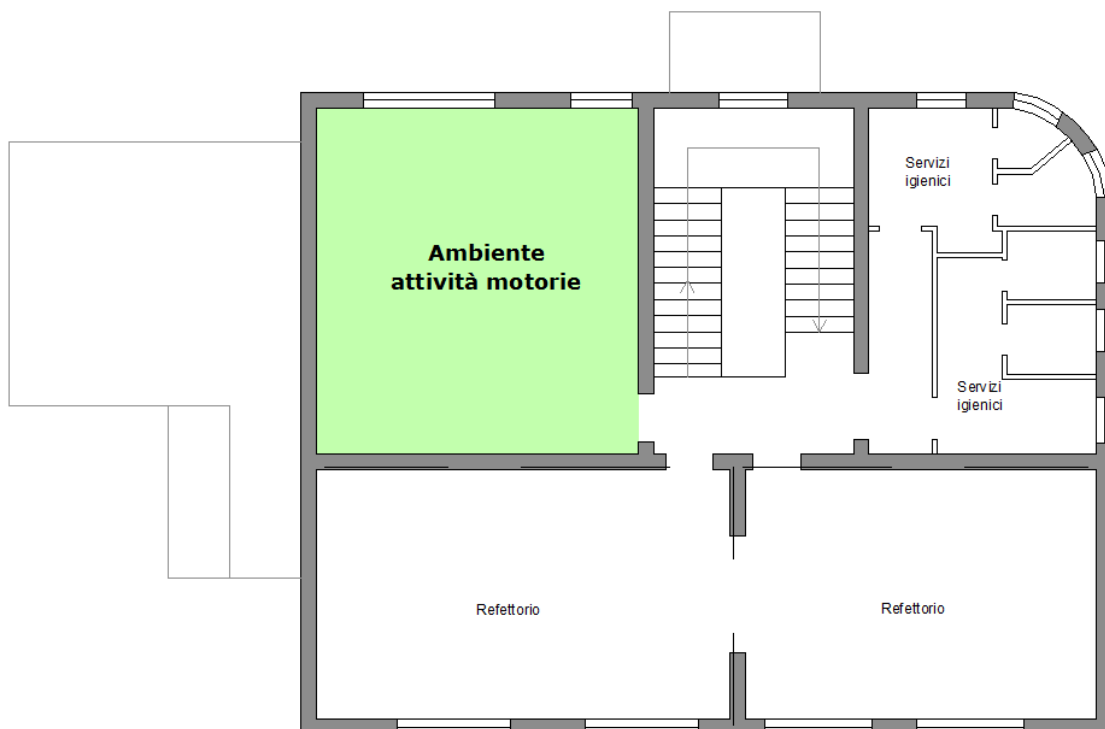 Servizi
igienici
Ambiente
attività motorie
Servizi
igienici
Refettorio
Refettorio